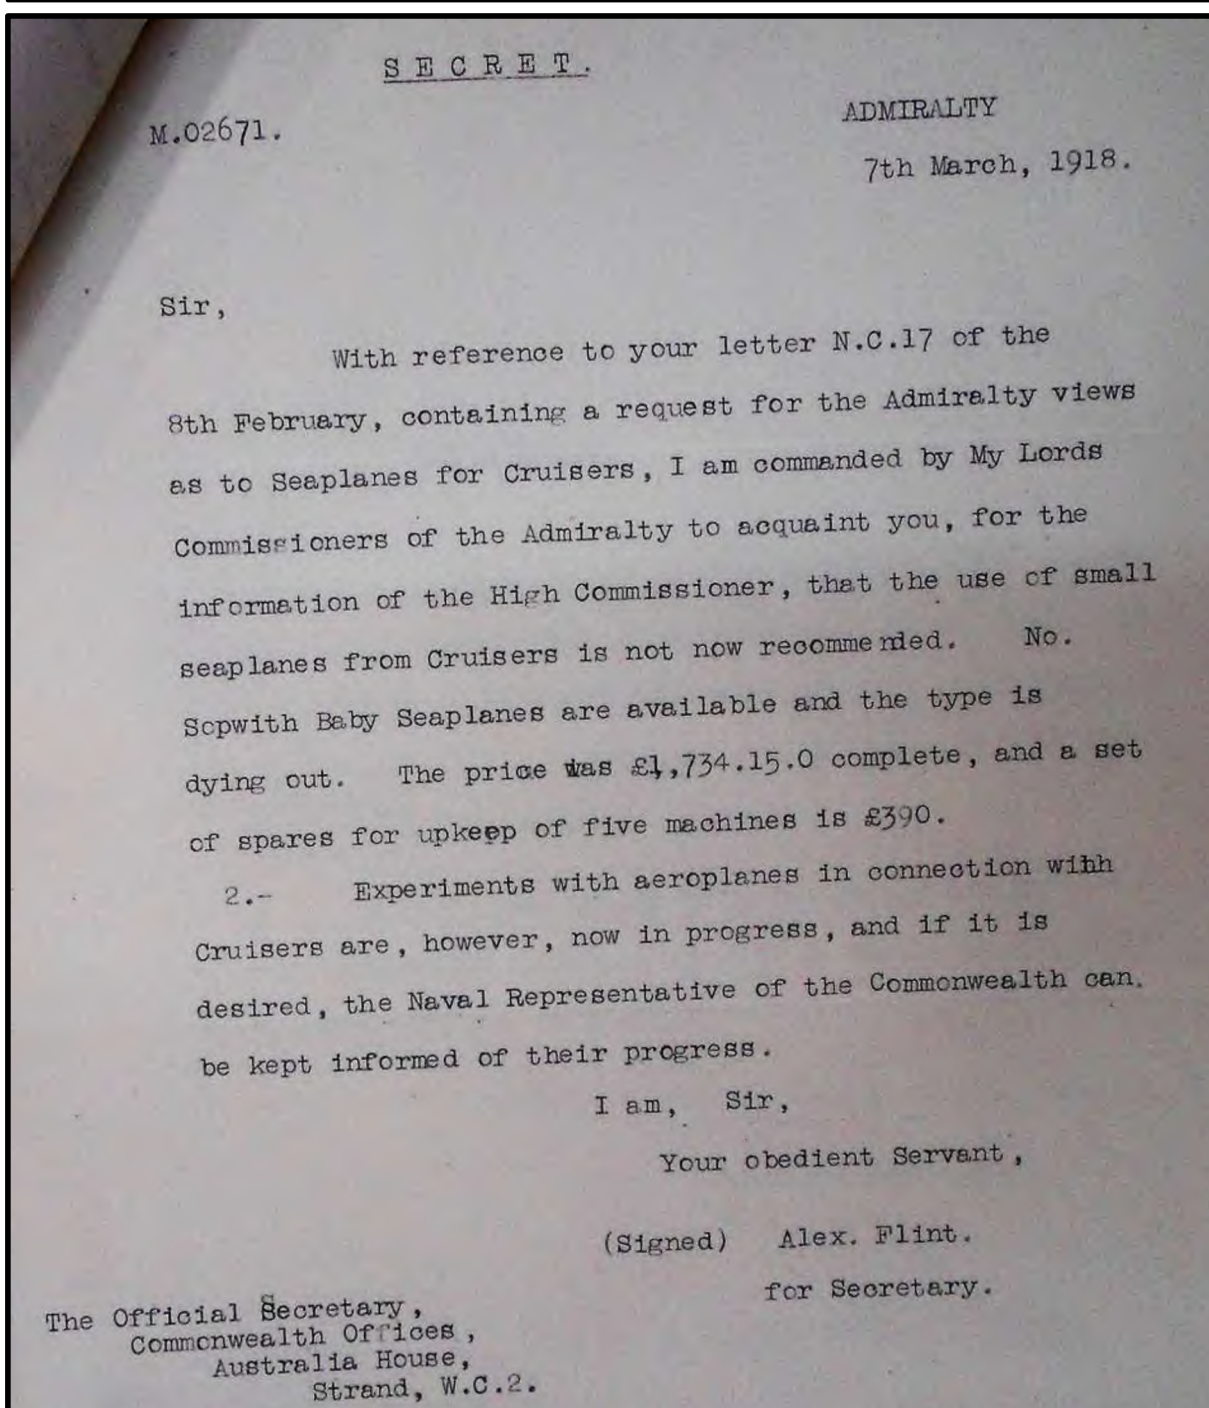 SECRET.
M.02671.
ADMIRALTY
7th March, 1918.
Sir,
With reference to your letter N.C.17 of the
8th February, containing a request for the Admiralty views
as to Seaplanes for Cruisers, I am commanded by My Lords
Commissioners of the Admiralty to acquaint you, for the
information of the High Commissioner, that the use of small
seaplanes from Cruisers is not now recommended. No.
Sopwith Baby Seaplanes are available and the type is
dying out. The price was £1,734.15.0 complete, and a set
of spares for upkeep of five machines is £390.
2.- Experiments with aeroplanes in connection with
Cruisers are, however, now in progress, and if it is
desired, the Naval Representative of the Commonwealth can.
be kept informed of their progress.
I am, Sir,
Your obedient Servant,
(Signed) Alex. Flint.
for Secretary.
The Official Secretary,
Commonwealth Offices,
Australia House,
Strand, W.C.2.